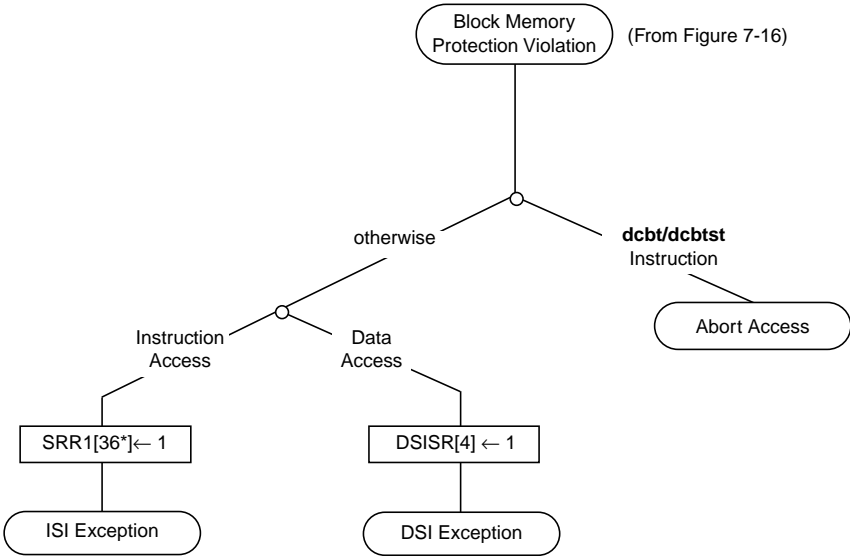 Block Memory
Protection Violation
(From Figure 7-16)
otherwise
dcbt/dcbtst
Instruction
Abort Access
Instruction
Access
Data
Access
SRR1[36*]← 1
DSISR[4] ← 1
ISI Exception
DSI Exception